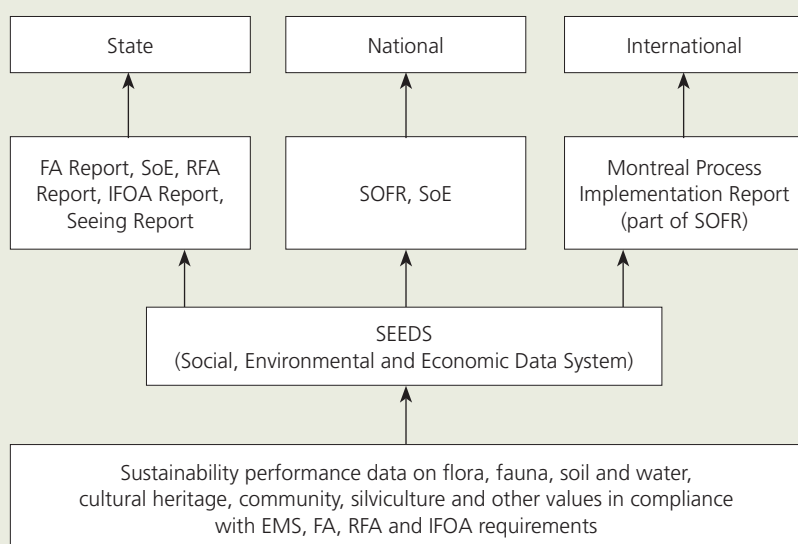 State
National
International
FA Report, SoE, RFA
Report, IFOA Report,
Seeing Report
SOFR, SoE
Montreal Process
Implementation Report
(part of SOFR)
SEEDS
(Social, Environmental and Economic Data System)
Sustainability performance data on flora, fauna, soil and water,
cultural heritage, community, silviculture and other values in compliance
with EMS, FA, RFA and IFOA requirements